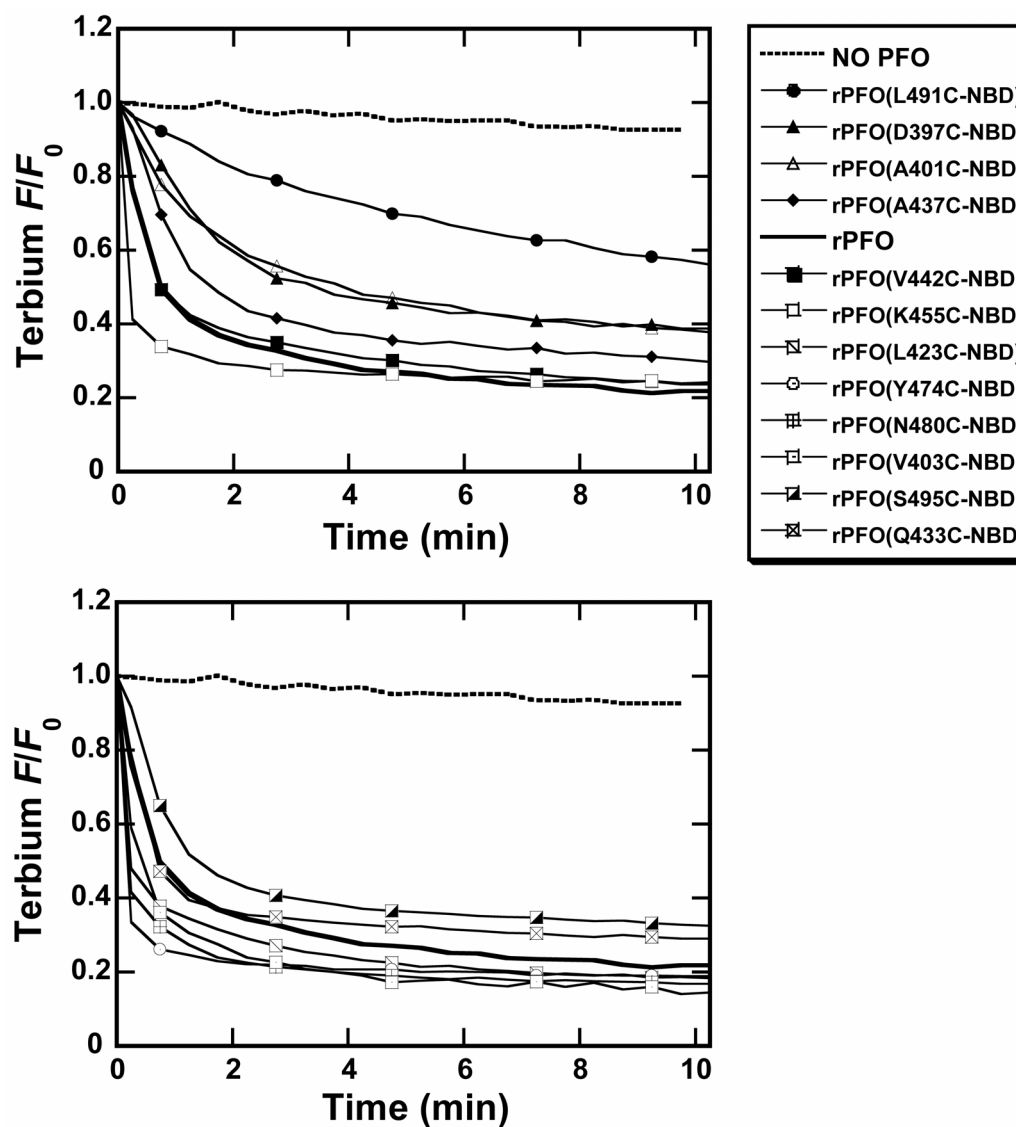 1.2
1.0
0.8
0.6
0.4
0.2
0
Terbium F/F0
0 2 4 6 8 10
Time (min)
NO PFO
rPFO(L491C-NBD)
rPFO(D397C-NBD
rPFO(A401C-NBD
rPFO(A437C-NBD
rPFO
rPFO(V442C-NBD
rPFO(K455C-NBD
rPFO(L423C-NBD)
rPFO(Y474C-NBD
rPFO(N480C-NBD
rPFO(V403C-NBD
rPFO(S495C-NBD
rPFO(Q433C-NBD
1.2
1.0
0.8
0.6
0.4
0.2
0
Terbium F/F0
0 2 4 6 8 10
Time (min)